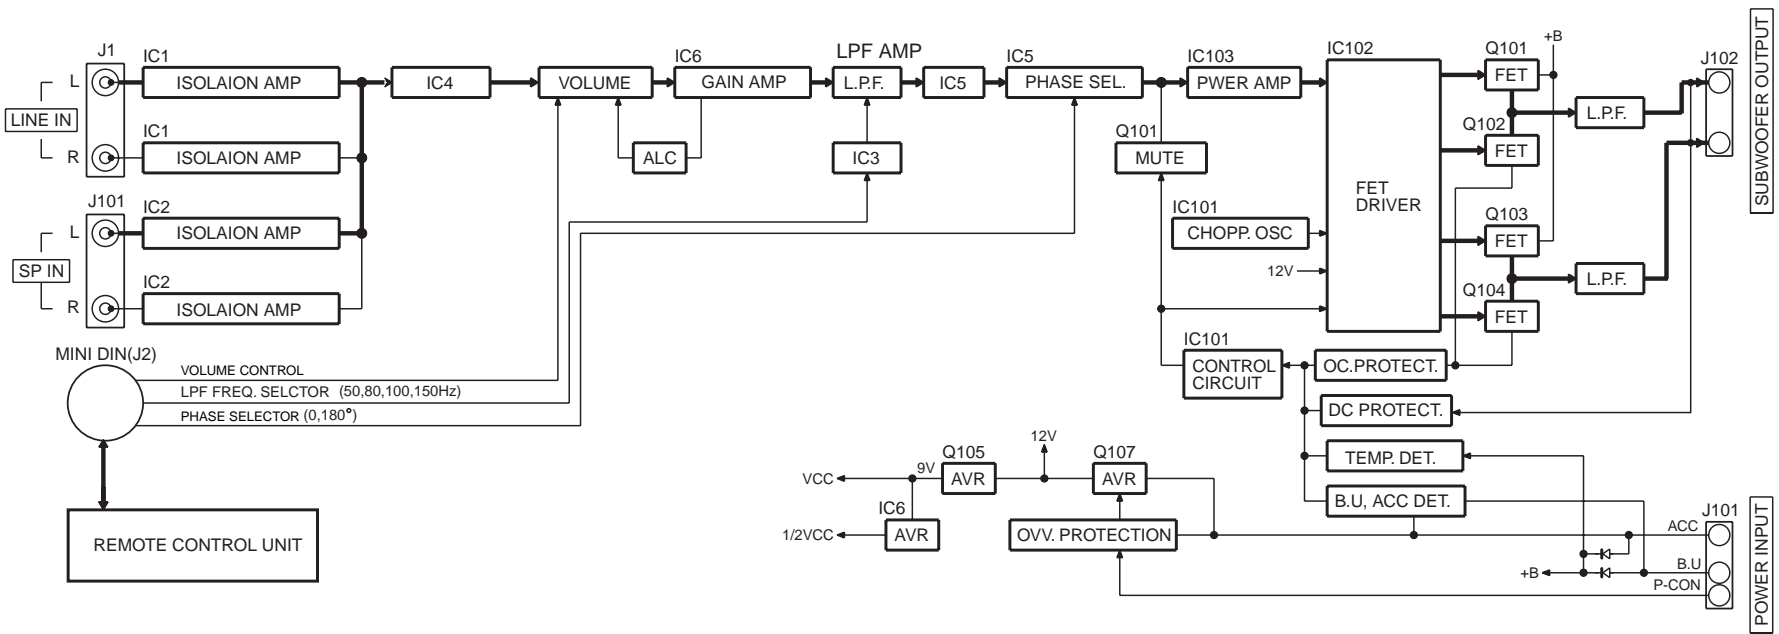 LPF AMP
SUBWOOFER OUTPUT
+B
J1
IC1
IC6
IC5
IC103
IC102
Q101
J102
L
ISOLAION AMP
IC4
VOLUME
GAIN AMP
L.P.F.
IC5
PHASE SEL.
PWER AMP
FET
LINE IN
L.P.F.
IC1
Q101
Q102
R
ISOLAION AMP
ALC
IC3
MUTE
FET
FET
DRIVER
J101
IC2
IC101
Q103
L
ISOLAION AMP
CHOPP. OSC
FET
SP IN
12V
L.P.F.
IC2
Q104
R
ISOLAION AMP
FET
IC101
MINI DIN(J2)
VOLUME CONTROL
CONTROL
CIRCUIT
OC.PROTECT.
LPF FREQ. SELCTOR (50,80,100,150Hz)
PHASE SELECTOR (0,180°)
DC PROTECT.
12V
Q105
Q107
TEMP. DET.
VCC
9V
AVR
AVR
B.U, ACC DET.
IC6
J101
1/2VCC
AVR
OVV. PROTECTION
ACC
REMOTE CONTROL UNIT
+B
B.U
P-CON
POWER INPUT